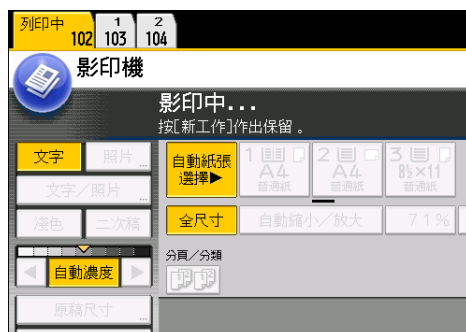 列印中 1 2
102 103 104
影印機
影印中...
按[新工作]作出保留。
文字 照片
文字/照片
淺色 二次稿
自動濃度
原稿尺寸
自動紙張
選擇▶
1 A4 普通紙
2 A4 普通紙
3 8½×11 普通紙
全尺寸 自動縮小/放大 71%
分頁/分類